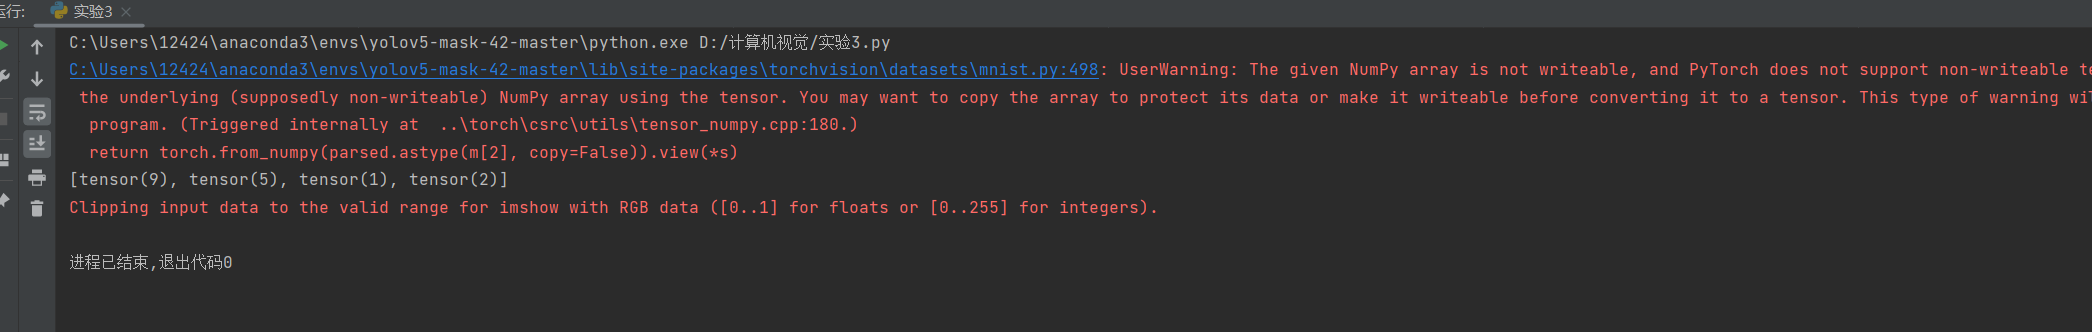 运行:
实验3
C:\Users\12424\anaconda3\envs\yolov5-mask-42-master\python.exe D:/计算机视觉/实验3.py
C:\Users\12424\anaconda3\envs\yolov5-mask-42-master\lib\site-packages\torchvision\datasets\mnist.py:498: UserWarning: The given NumPy array is not writeable, and PyTorch does not support non-writeable te
the underlying (supposedly non-writeable) NumPy array using the tensor. You may want to copy the array to protect its data or make it writeable before converting it to a tensor. This type of warning wil
program. (Triggered internally at  ..\torch\csrc\utils\tensor_numpy.cpp:180.)
return torch.from_numpy(parsed.astype(m[2], copy=False)).view(*s)
[tensor(9), tensor(5), tensor(1), tensor(2)]
Clipping input data to the valid range for imshow with RGB data ([0..1] for floats or [0..255] for integers).
进程已结束,退出代码0